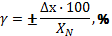 γ = ± Δx · 100 / X_N , %